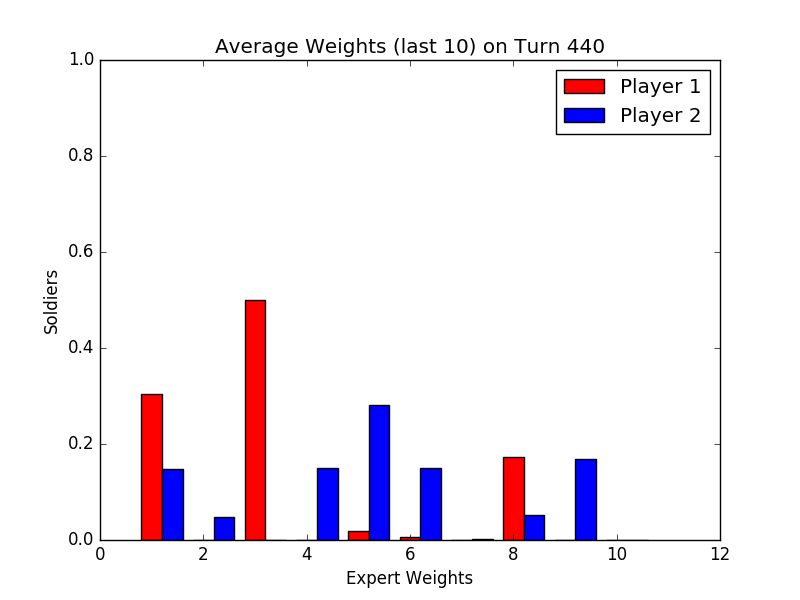 Average Weights (last 10) on Turn 440
Player 1
Player 2
1.0
0.8
0.6
0.4
0.2
0.0
Soldiers
0 2 4 6 8 10 12
Expert Weights